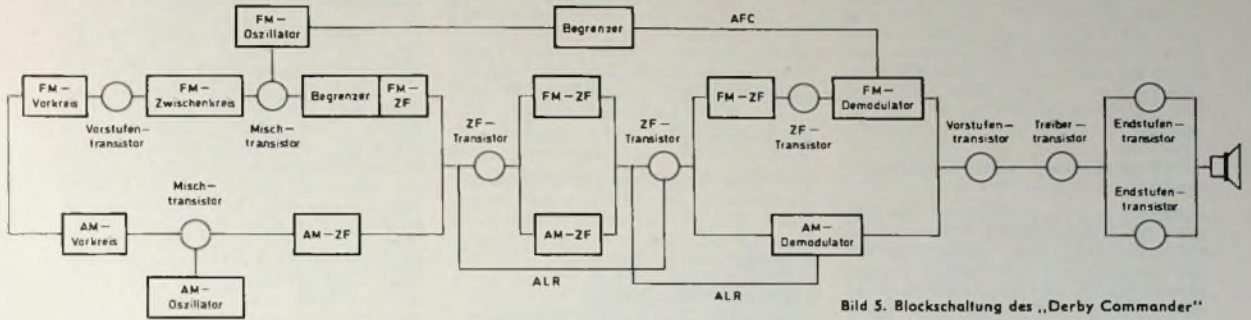 FM-
Oszillator
Begrenzer
AFC
FM-
Vorkreis
FM-
Zwischenkreis
Begrenzer
FM-
ZF
FM-ZF
FM-ZF
FM-
Demodulator
Vorstufen-
transistor
Misch-
transistor
ZF-
Transistor
ZF-
Transistor
ZF-
Transistor
Vorstufen-
transistor
Treiber-
transistor
Endstufen-
transistor
Misch-
transistor
Endstufen-
transistor
AM-
Vorkreis
AM-ZF
AM-ZF
AM-
Demodulator
AM-
Oszillator
ALR
ALR
Bild 5. Blockschaltung des „Derby Commander"